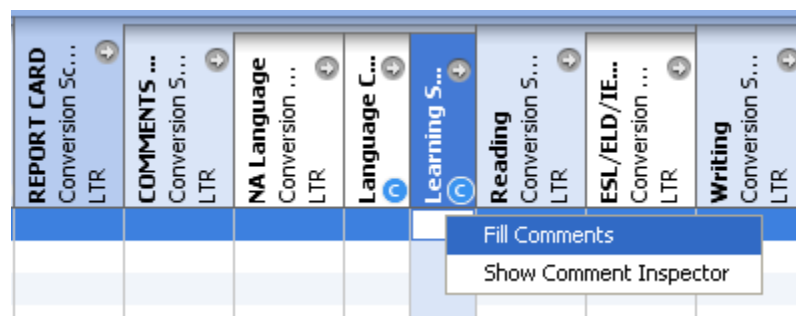 REPORT CARD
Conversion Sc...
LTR
COMMENTS ...
Conversion S...
LTR
NA Language
Conversion ...
LTR
Language C...
C
Learning S...
C
Reading
Conversion S...
LTR
ESL/ELD/IE...
Conversion ...
LTR
Writing
Conversion S...
LTR
Fill Comments
Show Comment Inspector